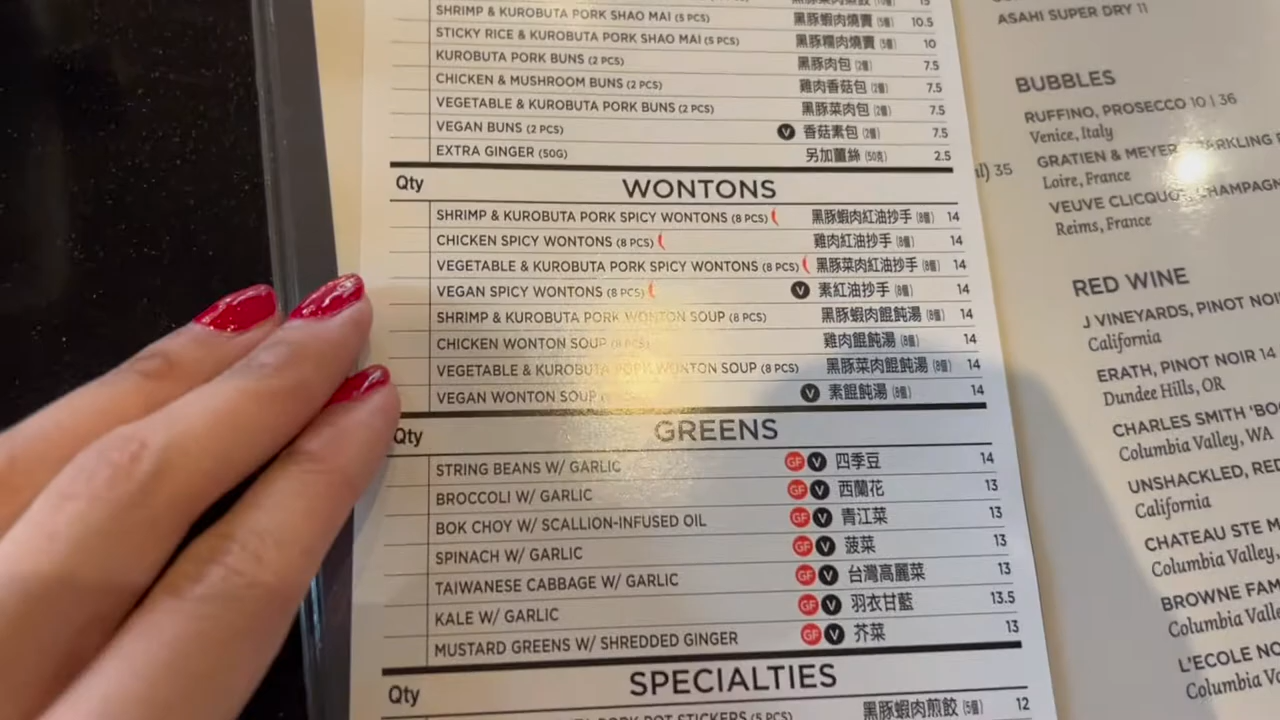 15
SHRIMP & KUROBUTA PORK SHAO MAI (5 PCS) 黑豚蝦肉燒賣 (5個) 10.5
STICKY RICE & KUROBUTA PORK SHAO MAI (5 PCS) 黑豚糯肉燒賣 (5個) 10
KUROBUTA PORK BUNS (2 PCS) 黑豚肉包 (2個) 7.5
CHICKEN & MUSHROOM BUNS (2 PCS) 雞肉香菇包 (2個) 7.5
VEGETABLE & KUROBUTA PORK BUNS (2 PCS) 黑豚菜肉包 (2個) 7.5
VEGAN BUNS (2 PCS) V 香菇素包 (2個) 7.5
EXTRA GINGER (50G) 另加薑絲 (50克) 2.5
Qty WONTONS
SHRIMP & KUROBUTA PORK SPICY WONTONS (8 PCS) 黑豚蝦肉紅油抄手 (8個) 14
CHICKEN SPICY WONTONS (8 PCS) 雞肉紅油抄手 (8個) 14
VEGETABLE & KUROBUTA PORK SPICY WONTONS (8 PCS) 黑豚菜肉紅油抄手 (8個) 14
VEGAN SPICY WONTONS (8 PCS) V 素紅油抄手 (8個) 14
SHRIMP & KUROBUTA PORK WONTON SOUP (8 PCS) 黑豚蝦肉餛飩湯 (8個) 14
CHICKEN WONTON SOUP (8 PCS) 雞肉餛飩湯 (8個) 14
VEGETABLE & KUROBUTA PORK WONTON SOUP (8 PCS) 黑豚菜肉餛飩湯 (8個) 14
VEGAN WONTON SOUP V 素餛飩湯 (8個) 14
Qty GREENS
STRING BEANS W/ GARLIC GF V 四季豆 14
BROCCOLI W/ GARLIC GF V 西蘭花 13
BOK CHOY W/ SCALLION-INFUSED OIL GF V 青江菜 13
SPINACH W/ GARLIC GF V 菠菜 13
TAIWANESE CABBAGE W/ GARLIC GF V 台灣高麗菜 13
KALE W/ GARLIC GF V 羽衣甘藍 13.5
MUSTARD GREENS W/ SHREDDED GINGER GF V 芥菜 13
Qty SPECIALTIES
PORK POT STICKERS (5 PCS) 黑豚蝦肉煎餃 (5個) 12
ASAHI SUPER DRY 11
BUBBLES
RUFFINO, PROSECCO 10 | 36
Venice, Italy
35 GRATIEN & MEYER SPARKLING
Loire, France
VEUVE CLICQUOT CHAMPAGN
Reims, France
RED WINE
J VINEYARDS, PINOT NOI
California
ERATH, PINOT NOIR 14
Dundee Hills, OR
CHARLES SMITH 'BO
Columbia Valley, WA
UNSHACKLED, RED
California
CHATEAU STE M
Columbia Valley,
BROWNE FAM
Columbia Vall
L'ECOLE NO
Columbia Va